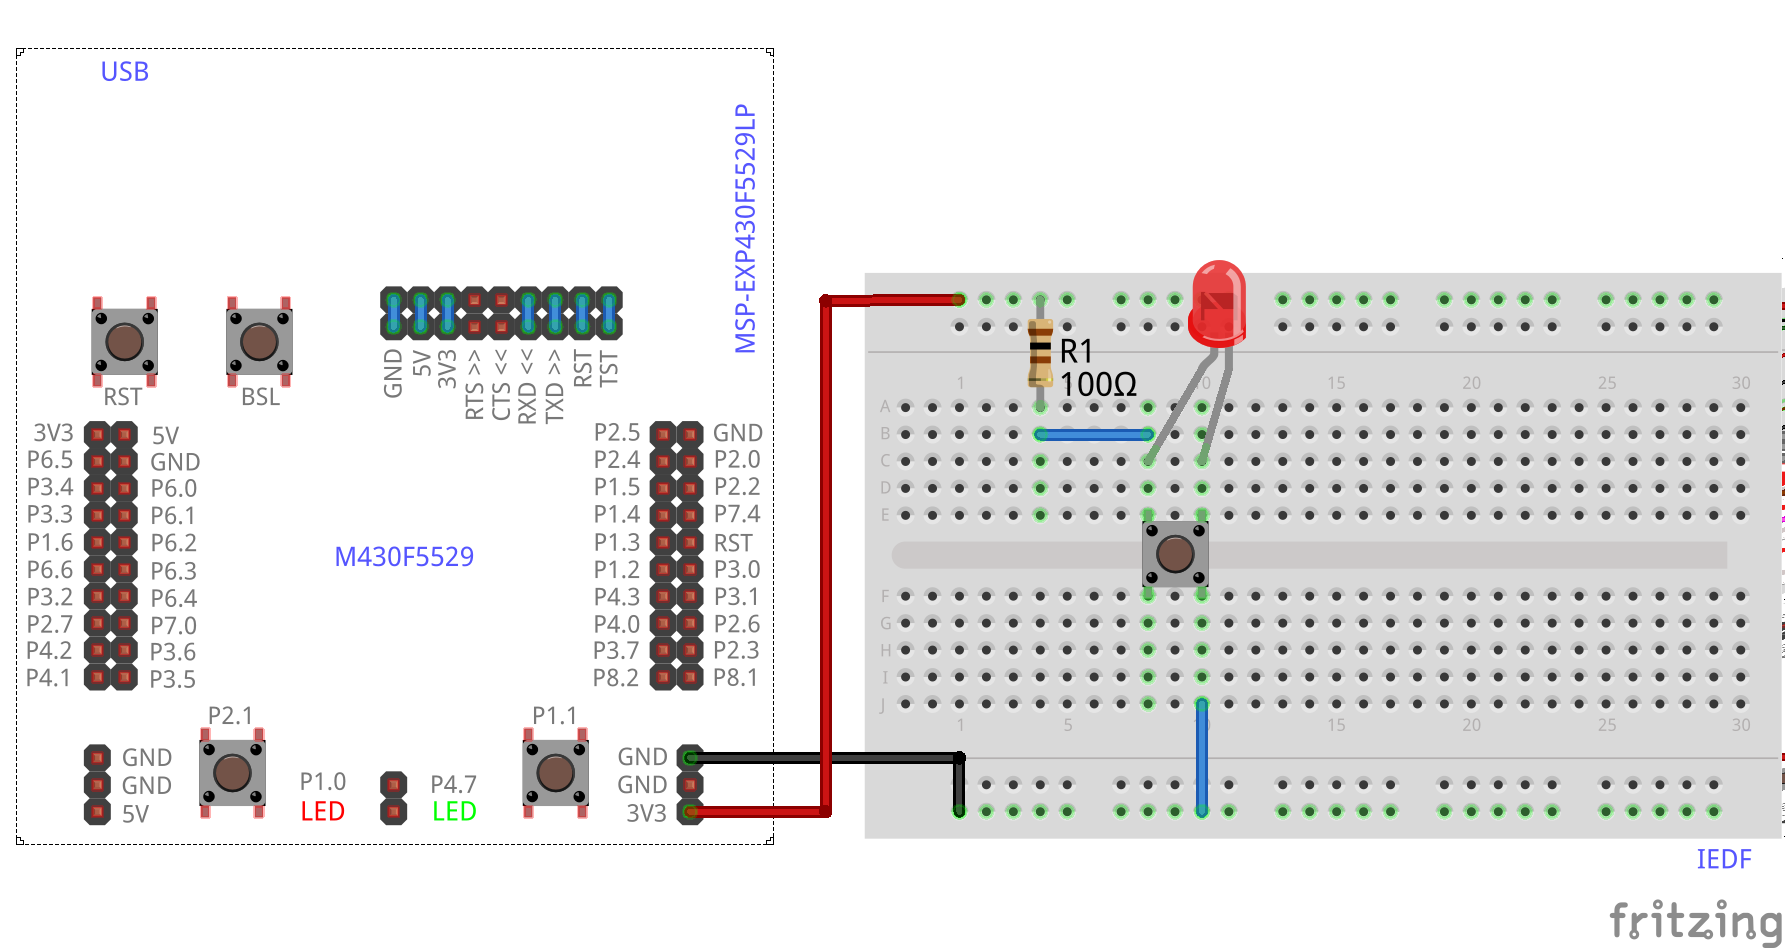 USB
MSP-EXP430F5529LP
RST
BSL
GND
5V
3V3
RTS >>
CTS <<
RXD <<
TXD >>
RST
TST
3V3 5V
P6.5 GND
P3.4 P6.0
P3.3 P6.1
P1.6 P6.2
P6.6 P6.3
P3.2 P6.4
P2.7 P7.0
P4.2 P3.6
P4.1 P3.5
M430F5529
P2.5 GND
P2.4 P2.0
P1.5 P2.2
P1.4 P7.4
P1.3 RST
P1.2 P3.0
P4.3 P3.1
P4.0 P2.6
P3.7 P2.3
P8.2 P8.1
P2.1
P1.1
GND
GND
5V
P1.0
LED
P4.7
LED
GND
GND
3V3
R1
100Ω
1 15 20 25 30
A
B
C
D
E
F
G
H
I
J
1 5 15 20 25 30
IEDF
fritzing